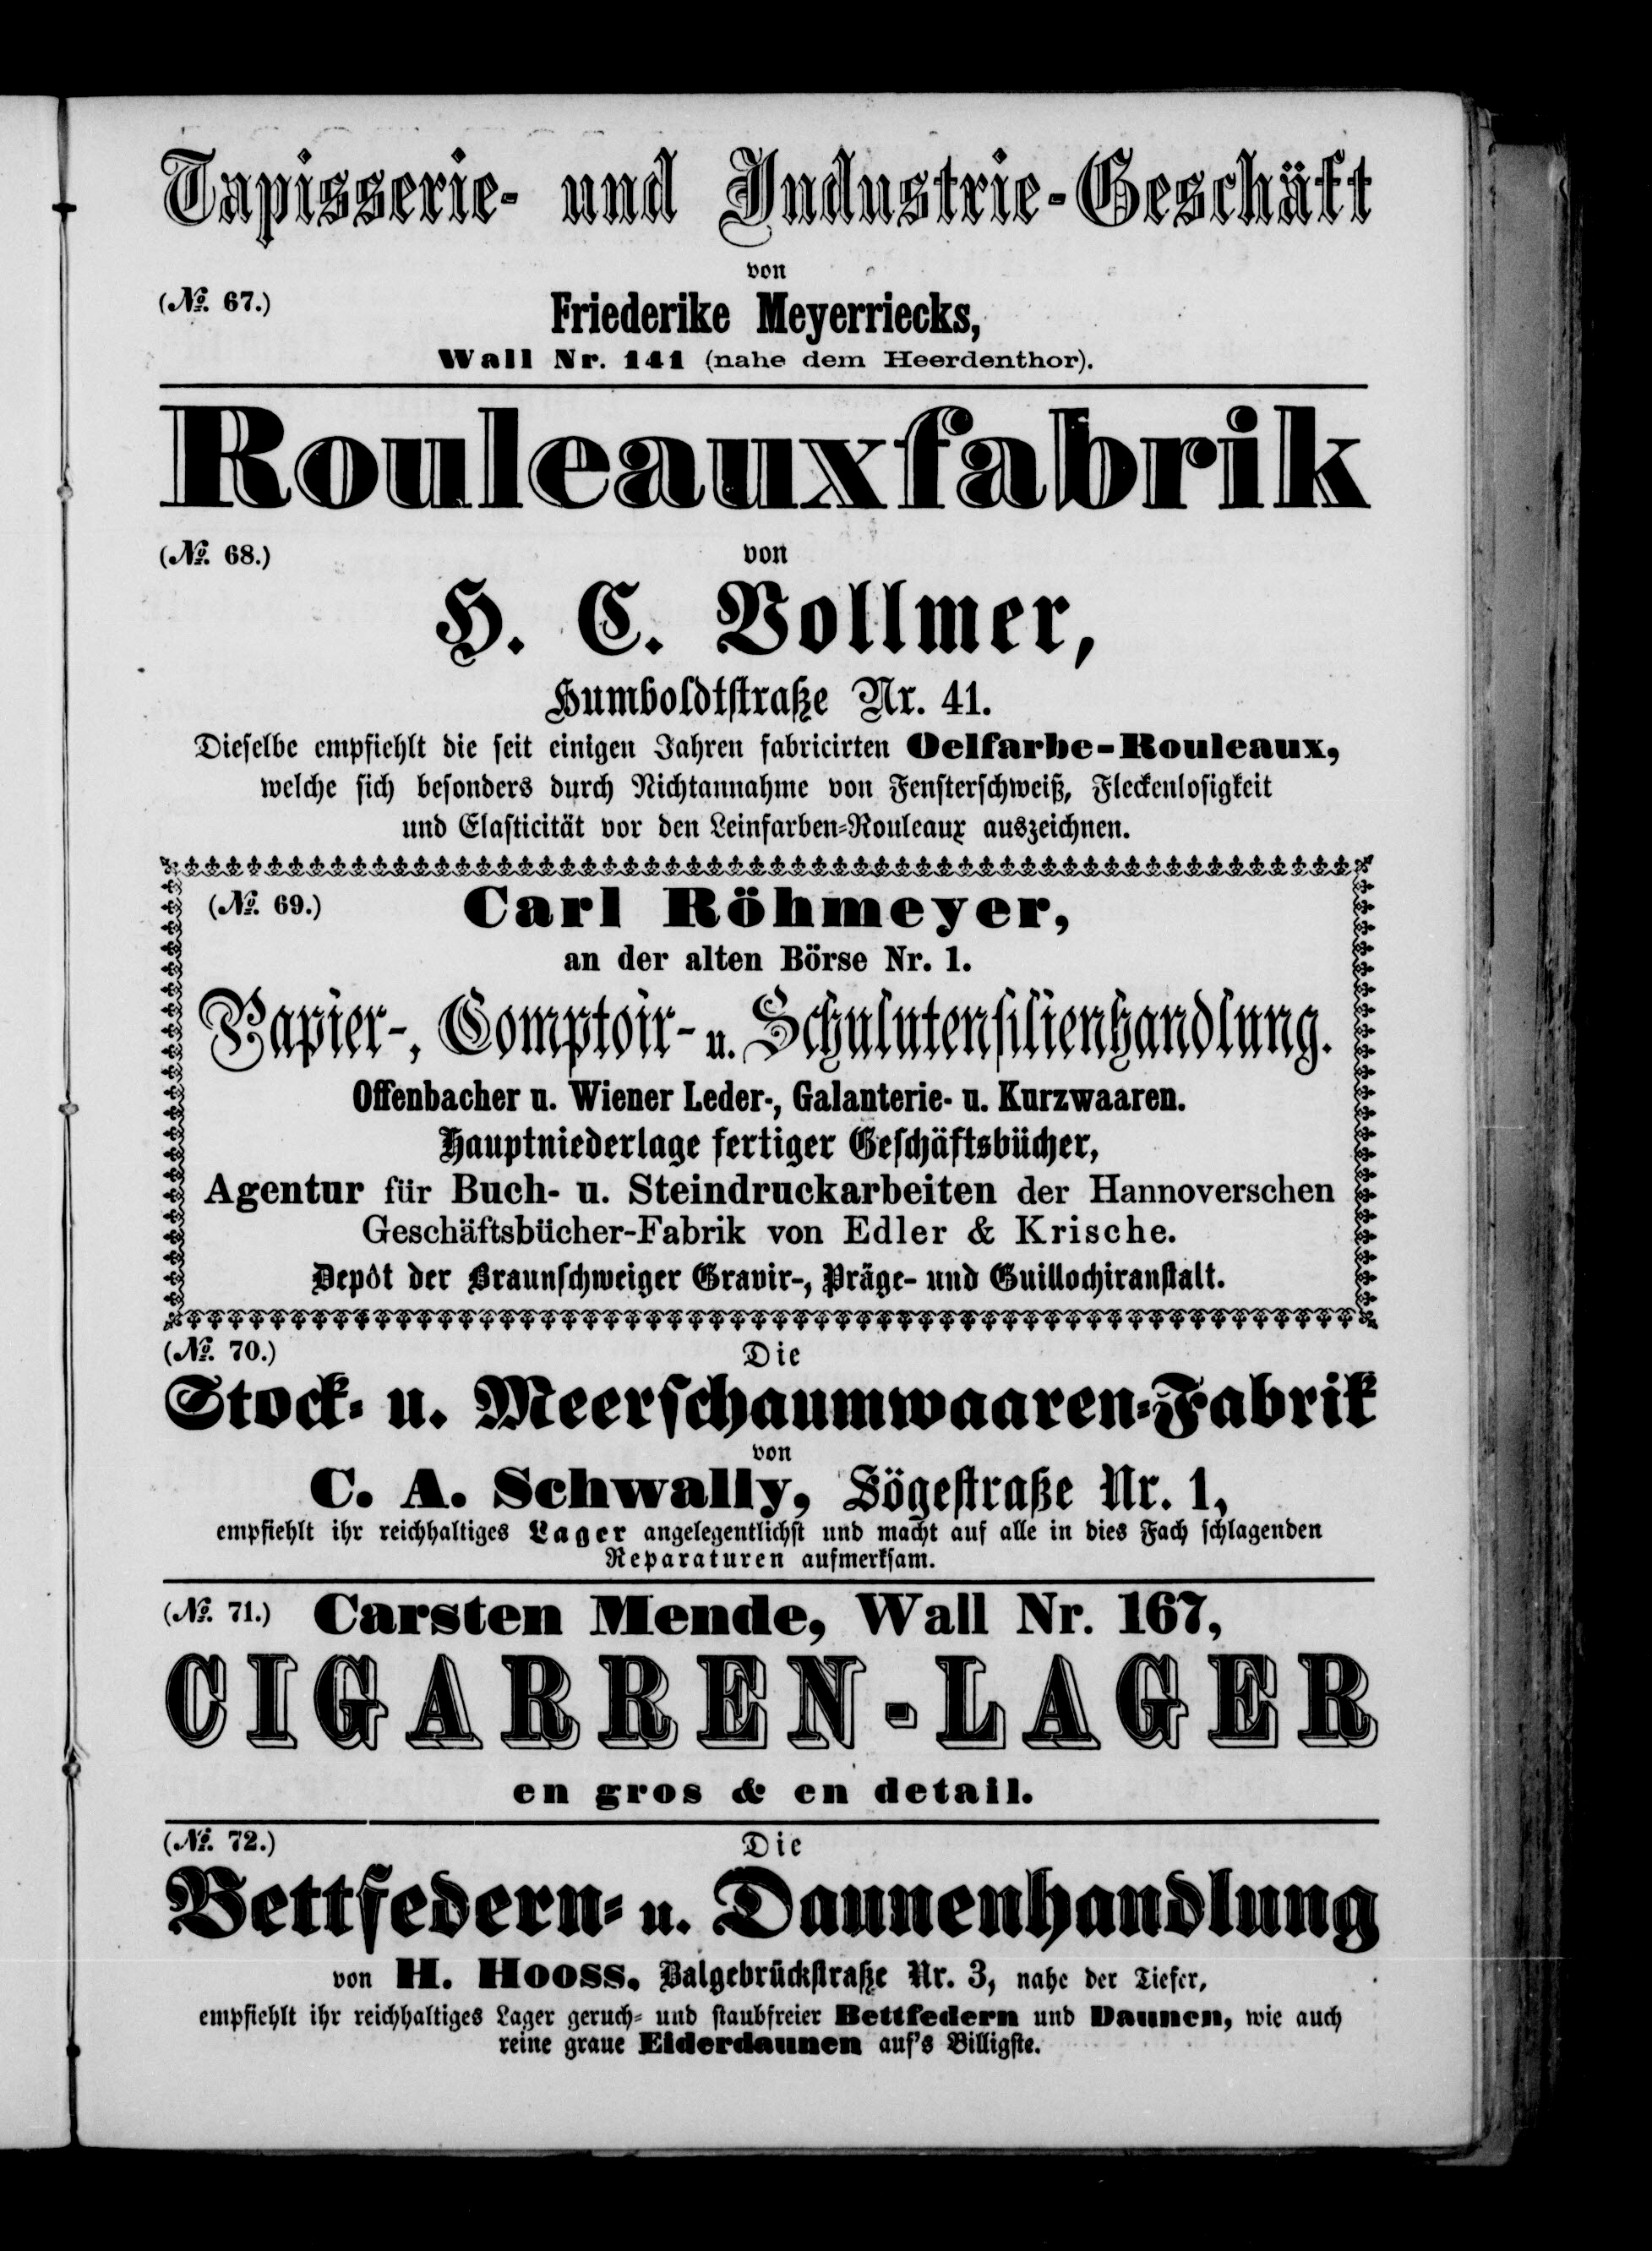 Tapisserie- und Industrie-Geschäft
von
(No. 67.)
Friederike Meyerriecks,
Wall Nr. 141 (nahe dem Heerdenthor).
Rouleauxfabrik
(No. 68.)
von
H. C. Vollmer,
Humboldtstraße Nr. 41.
Dieselbe empfiehlt die seit einigen Jahren fabricirten Oelfarbe-Rouleaux,
welche sich besonders durch Nichtannahme von Fensterschweiß, Fleckenlosigkeit
und Elasticität vor den Leinfarben-Rouleaux auszeichnen.
(No. 69.) Carl Röhmeyer,
an der alten Börse Nr. 1.
Papier-, Comptoir- u. Schulutensilienhandlung.
Offenbacher u. Wiener Leder-, Galanterie- u. Kurzwaaren.
Hauptniederlage fertiger Geschäftsbücher,
Agentur für Buch- u. Steindruckarbeiten der Hannoverschen
Geschäftsbücher-Fabrik von Edler & Krische.
Depôt der Braunschweiger Gravir-, Präge- und Guillochiranstalt.
(No. 70.) Die
Stock- u. Meerschaumwaaren-Fabrik
von
C. A. Schwally, Sögestraße Nr. 1,
empfiehlt ihr reichhaltiges Lager angelegentlichst und macht auf alle in dies Fach schlagenden
Reparaturen aufmerksam.
(No. 71.) Carsten Mende, Wall Nr. 167,
CIGARREN-LAGER
en gros & en detail.
(No. 72.) Die
Bettfedern- u. Daunenhandlung
von H. Hooss, Balgebrückstraße Nr. 3, nahe der Tiefer,
empfiehlt ihr reichhaltiges Lager geruch- und staubfreier Bettfedern und Daunen, wie auch
reine graue Eiderdaunen auf's Billigste.